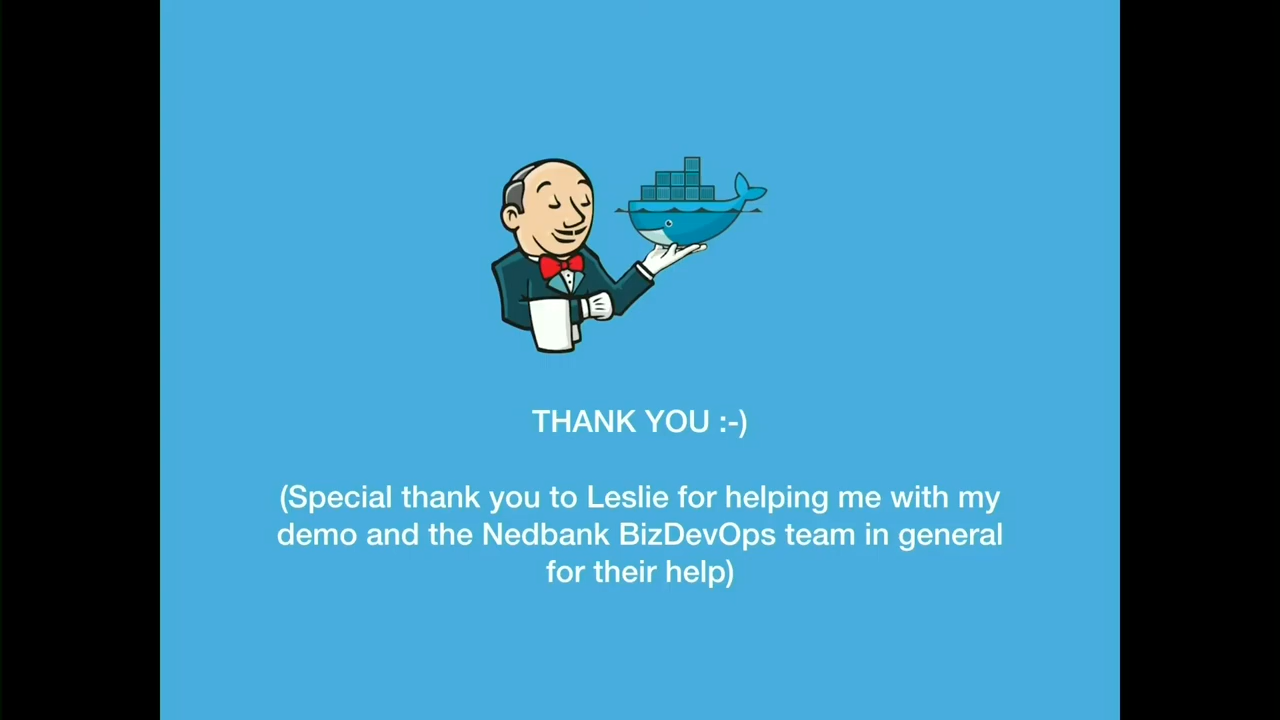 THANK YOU :-)
(Special thank you to Leslie for helping me with my
demo and the Nedbank BizDevOps team in general
for their help)